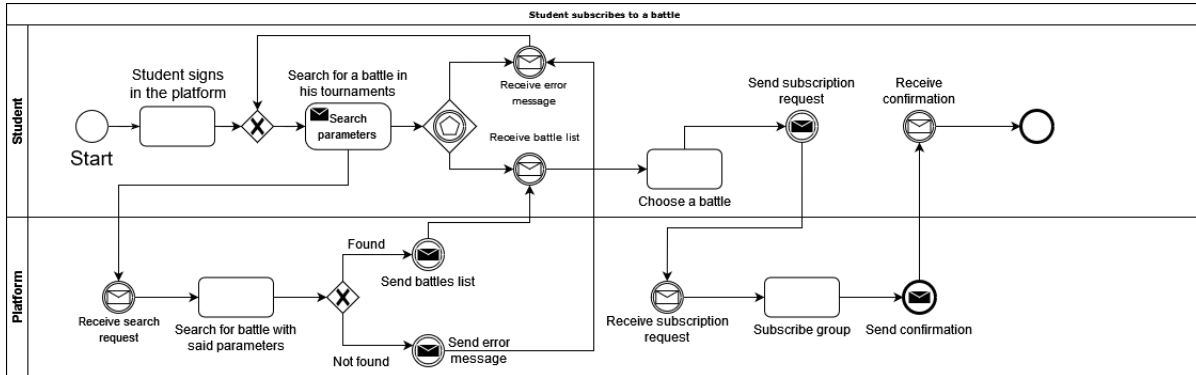 Student subscribes to a battle
Student
Start
Student signs
in the platform
Search for a battle in
his tournaments
Search
parameters
Receive error
message
Receive battle list
Choose a battle
Send subscription
request
Receive
confirmation
Platform
Receive search
request
Search for battle with
said parameters
Found
Not found
Send battles list
Send error
message
Receive subscription
request
Subscribe group
Send confirmation